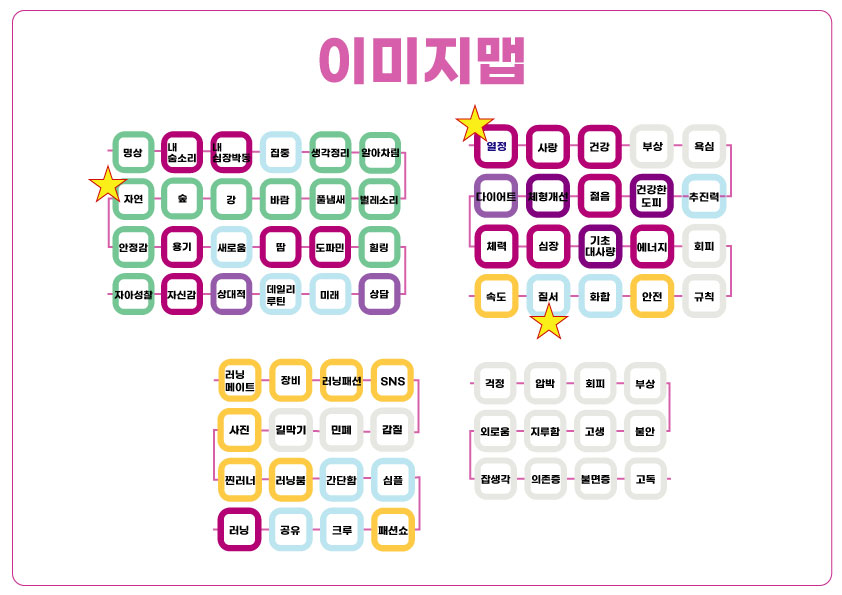 이미지맵
명상
내
숨소리
내
심장박동
집중
생각정리
알아차림
자연
숲
강
바람
풀냄새
벌레소리
안정감
용기
새로움
땀
도파민
힐링
자아성찰
자신감
상대적
데일리
루틴
미래
상담
열정
사랑
건강
부상
욕심
다이어트
체형개선
젊음
건강한
도피
추진력
체력
심장
기초
대사량
에너지
회피
속도
질서
화합
안전
규칙
러닝
메이트
장비
러닝패션
SNS
사진
길막기
민폐
갑질
찐러너
러닝붐
간단함
심플
러닝
공유
크루
패션쇼
걱정
압박
회피
부상
외로움
지루함
고생
불안
잡생각
의존증
불면증
고독